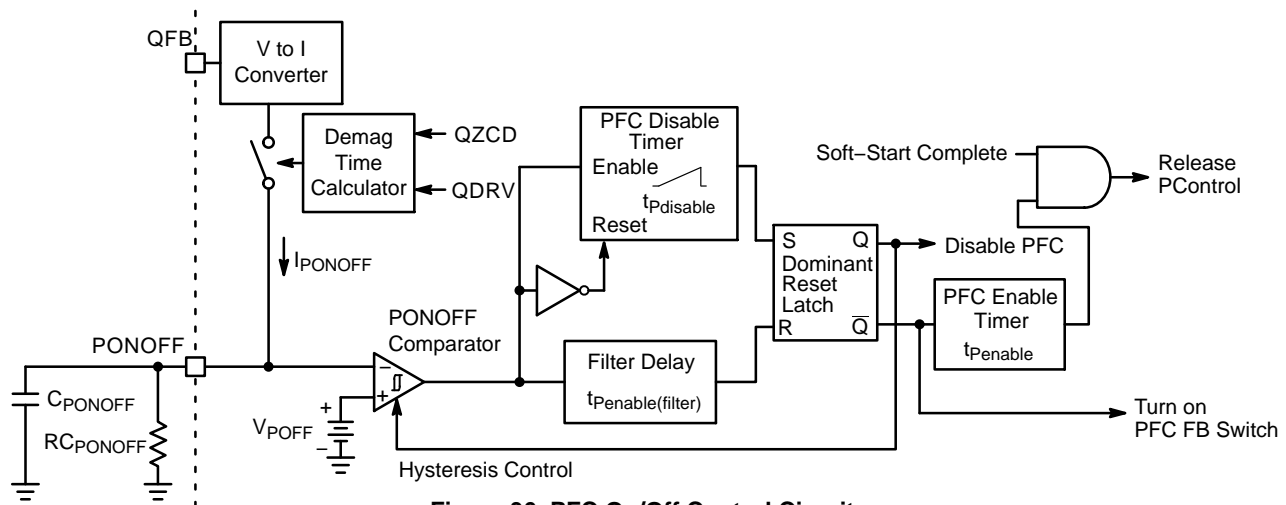 QFB
V to I
Converter
Demag
Time
Calculator
QZCD
QDRV
IPONOFF
PONOFF
CPONOFF
RCPONOFF
PONOFF
Comparator
−
+
+
VPOFF
−
Hysteresis Control
PFC Disable
Timer
Enable
tPdisable
Reset
Filter Delay
tPenable(filter)
S Q
Dominant
Reset
Latch
R Q̅
Disable PFC
PFC Enable
Timer
tPenable
Soft−Start Complete
Release
PControl
Turn on
PFC FB Switch